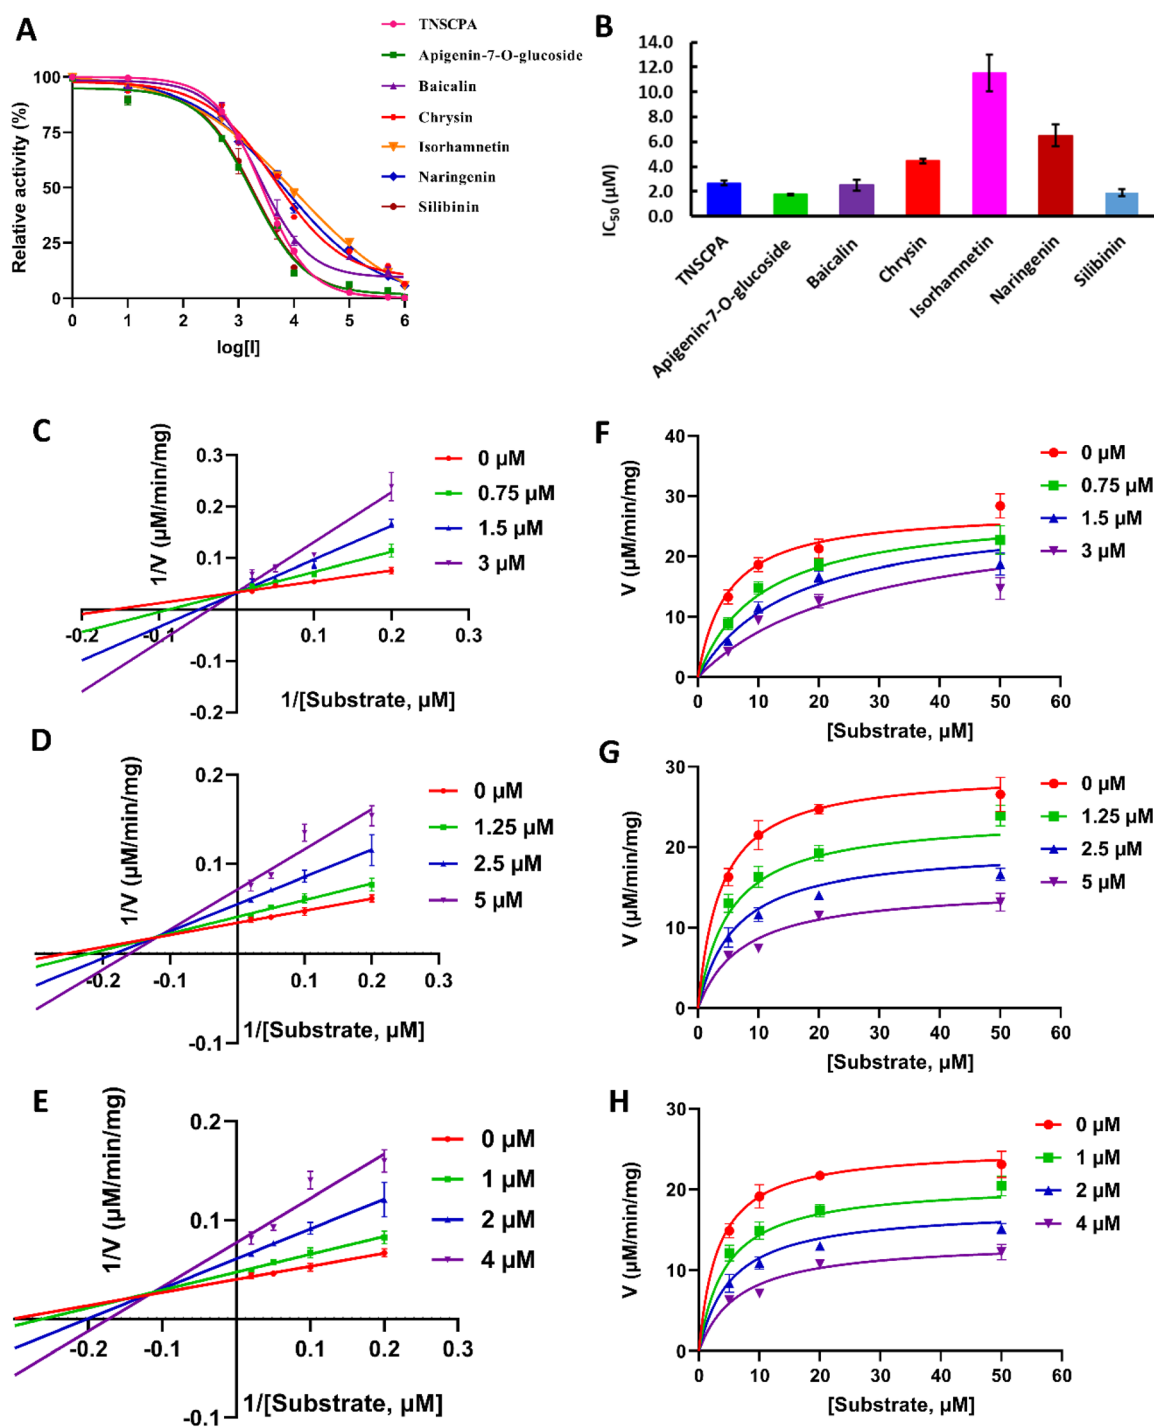 A
TNSCPA
Apigenin-7-O-glucoside
Baicalin
Chrysin
Isorhamnetin
Naringenin
Silibinin
Relative activity (%)
100
75
50
25
0
0 1 2 3 4 5 6
log[I]
B
IC50 (µM)
14.0
12.0
10.0
8.0
6.0
4.0
2.0
0.0
TNSCPA
Apigenin-7-O-glucoside
Baicalin
Chrysin
Isorhamnetin
Naringenin
Silibinin
C
1/V (µM/min/mg)
0.3
0.2
0.1
-0.1
-0.2
-0.2 -0.1 0.1 0.2 0.3
1/[Substrate, µM]
0 µM
0.75 µM
1.5 µM
3 µM
F
V (µM/min/mg)
40
30
20
10
0
0 10 20 30 40 50 60
[Substrate, µM]
0 µM
0.75 µM
1.5 µM
3 µM
D
1/V (µM/min/mg)
0.2
0.1
-0.1
-0.2 -0.1 0.1 0.2 0.3
1/[Substrate, µM]
0 µM
1.25 µM
2.5 µM
5 µM
G
V (µM/min/mg)
30
20
10
0
0 10 20 30 40 50 60
[Substrate, µM]
0 µM
1.25 µM
2.5 µM
5 µM
E
1/V (µM/min/mg)
0.2
0.1
-0.1
-0.2 -0.1 0.1 0.2 0.3
1/[Substrate, µM]
0 µM
1 µM
2 µM
4 µM
H
V (µM/min/mg)
30
20
10
0
0 10 20 30 40 50 60
[Substrate, µM]
0 µM
1 µM
2 µM
4 µM